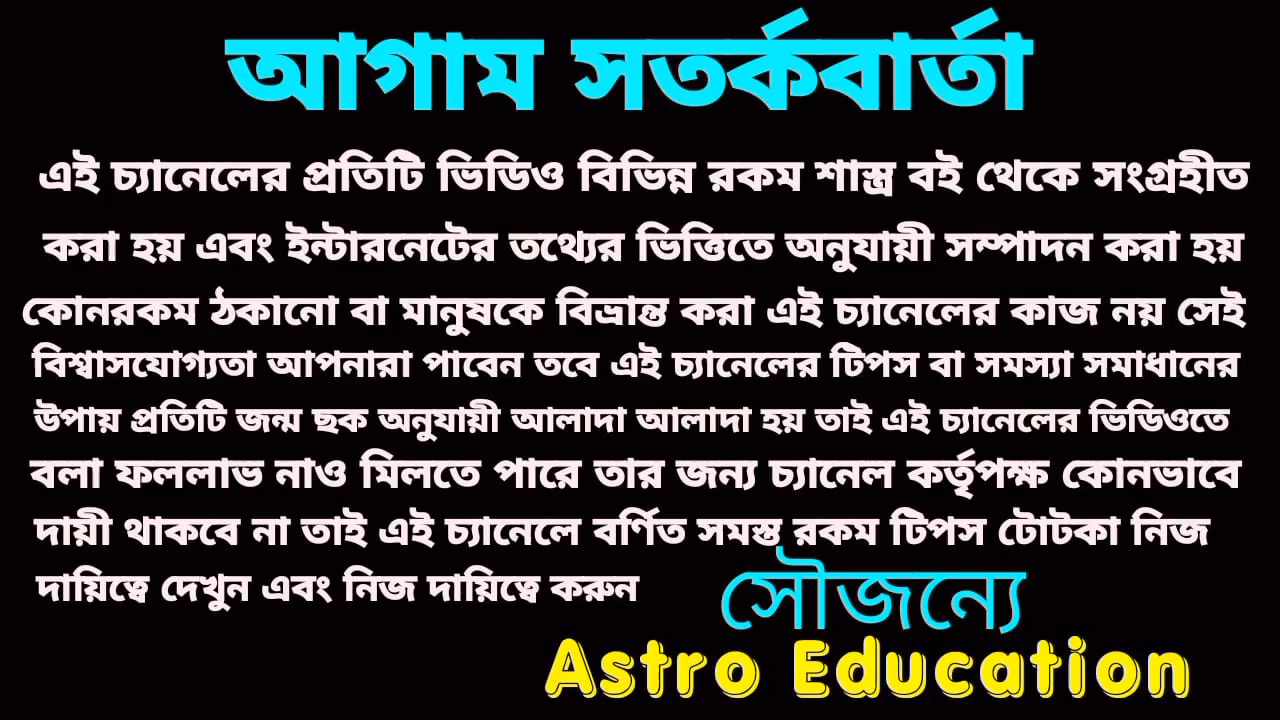 আগাম সতর্কবার্তা
এই চ্যানেলের প্রতিটি ভিডিও বিভিন্ন রকম শাস্ত্র বই থেকে সংগ্রহীত
করা হয় এবং ইন্টারনেটের তথ্যের ভিত্তিতে অনুযায়ী সম্পাদন করা হয়
কোনরকম ঠকানো বা মানুষকে বিভ্রান্ত করা এই চ্যানেলের কাজ নয় সেই
বিশ্বাসযোগ্যতা আপনারা পাবেন তবে এই চ্যানেলের টিপস বা সমস্যা সমাধানের
উপায় প্রতিটি জন্ম ছক অনুযায়ী আলাদা আলাদা হয় তাই এই চ্যানেলের ভিডিওতে
বলা ফললাভ নাও মিলতে পারে তার জন্য চ্যানেল কর্তৃপক্ষ কোনভাবে
দায়ী থাকবে না তাই এই চ্যানেলে বর্ণিত সমস্ত রকম টিপস টোটকা নিজ
দায়িত্বে দেখুন এবং নিজ দায়িত্বে করুন
সৌজন্যে
Astro Education